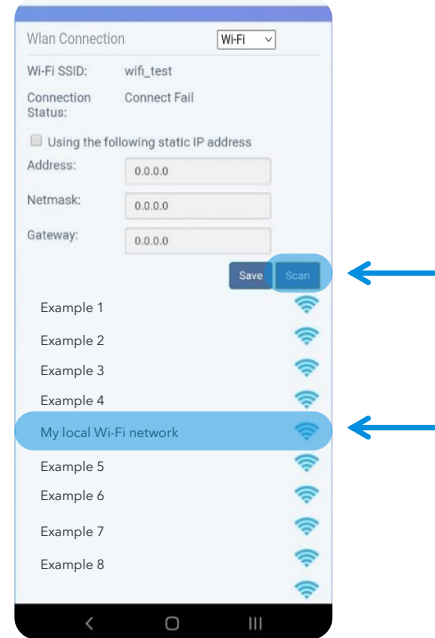 Wlan Connection Wi-Fi
Wi-Fi SSID: wifi_test
Connection Status: Connect Fail
Using the following static IP address
Address: 0.0.0.0
Netmask: 0.0.0.0
Gateway: 0.0.0.0
Save Scan
Example 1
Example 2
Example 3
Example 4
My local Wi-Fi network
Example 5
Example 6
Example 7
Example 8